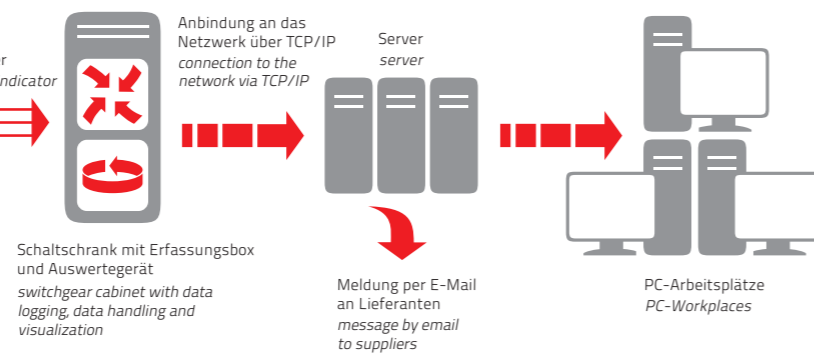 Anbindung an das
Netzwerk über TCP/IP
connection to the
network via TCP/IP
Server
server
Schaltschrank mit Erfassungsbox
und Auswertegerät
switchgear cabinet with data
logging, data handling and
visualization
Meldung per E-Mail
an Lieferanten
message by email
to suppliers
PC-Arbeitsplätze
PC-Workplaces